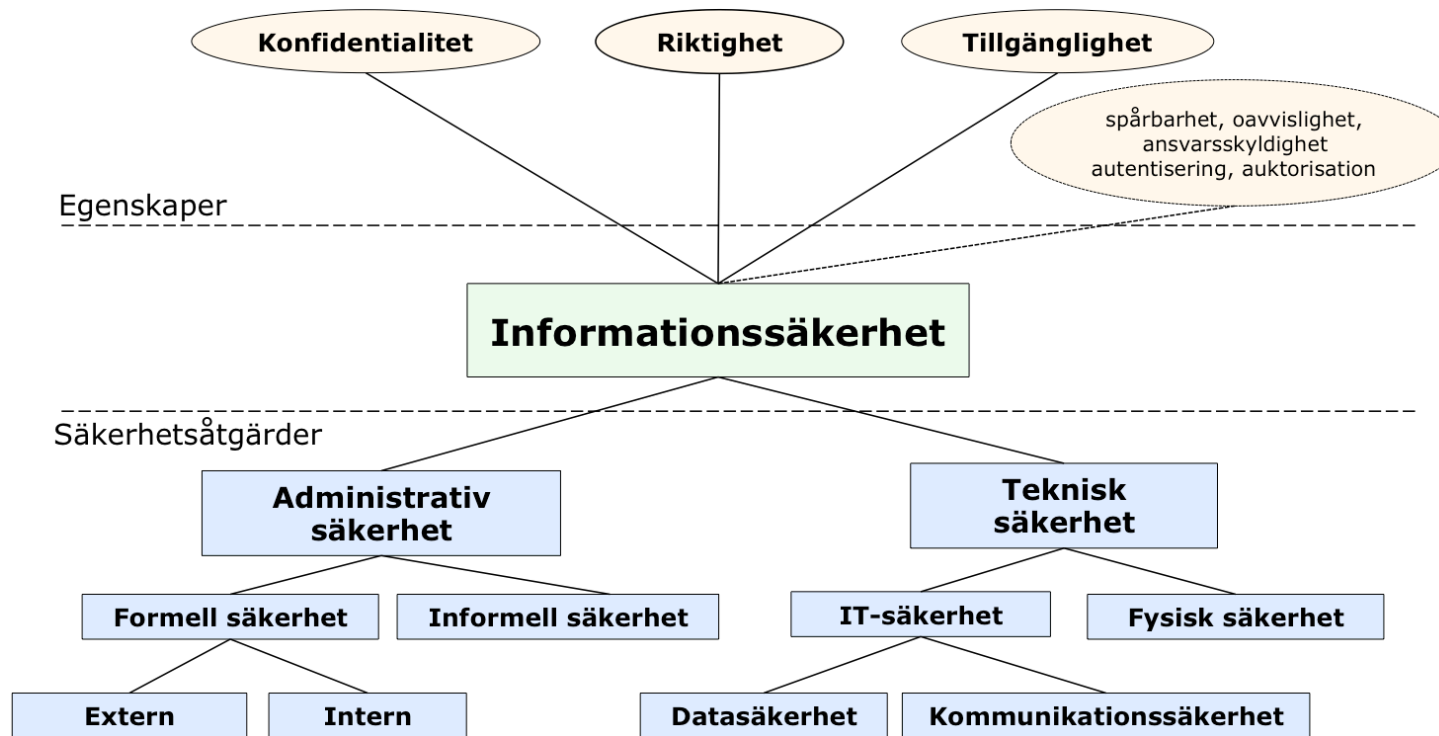 Konfidentialitet
Riktighet
Tillgänglighet
spårbarhet, oavvislighet,
ansvarsskyldighet
autentisering, auktorisation
Egenskaper
Informationssäkerhet
Säkerhetsåtgärder
Administrativ
säkerhet
Teknisk
säkerhet
Formell säkerhet
Informell säkerhet
IT-säkerhet
Fysisk säkerhet
Extern
Intern
Datasäkerhet
Kommunikationssäkerhet